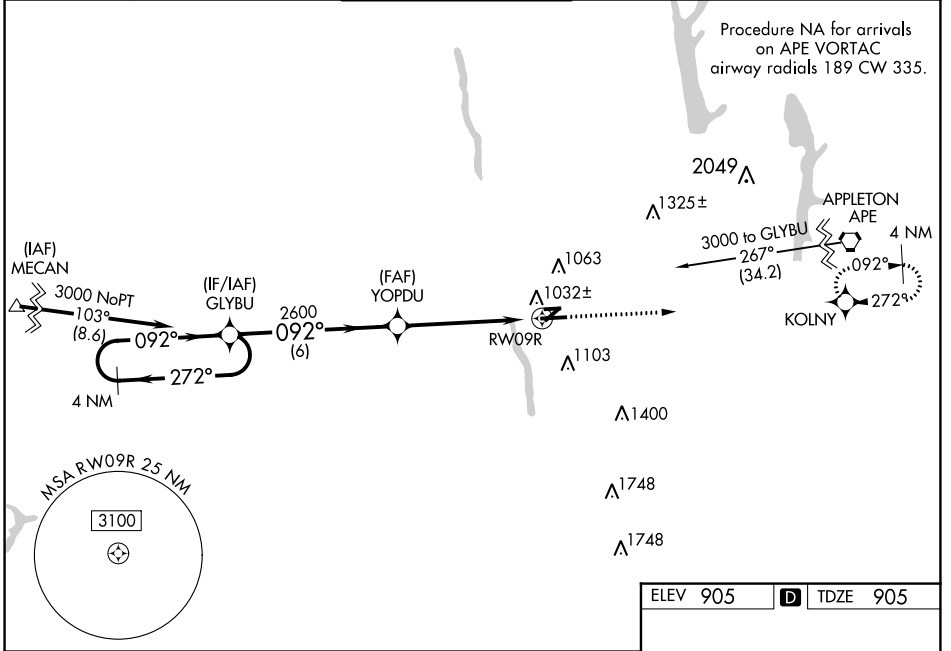 Procedure NA for arrivals
on APE VORTAC
airway radials 189 CW 335.
2049
1325±
APPLETON
APE
4 NM
3000 to GLYBU
267°
(34.2)
092°
272°
KOLNY
(IAF)
MECAN
3000 NoPT
103°
(8.6)
(IF/IAF)
GLYBU
2600
092°
(6)
(FAF)
YOPDU
1063
1032±
RW09R
092°
272°
4 NM
1103
1400
1748
1748
MSA RW09R 25 NM
3100
ELEV 905 D TDZE 905